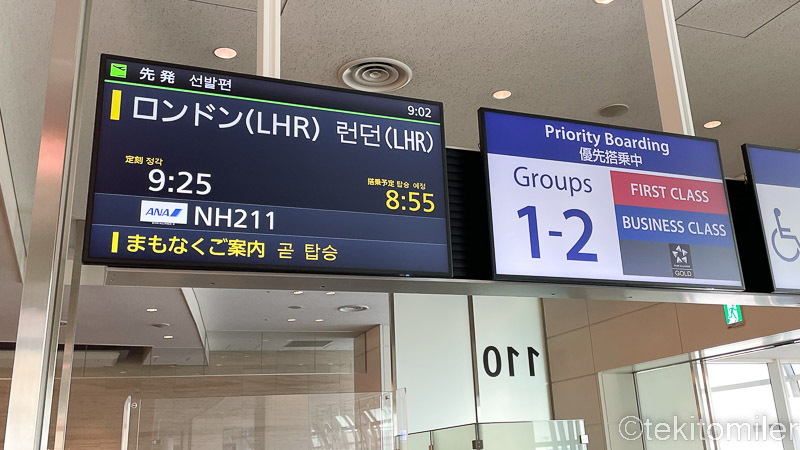 先発 선발편
9:02
ロンドン(LHR) 런던(LHR)
定刻 정각
9:25
搭乗予定 탑승 예정
8:55
ANA NH211
まもなくご案内 곧 탑승
Priority Boarding
優先搭乗中
Groups
1-2
FIRST CLASS
BUSINESS CLASS
GOLD
110
©tekitomiler